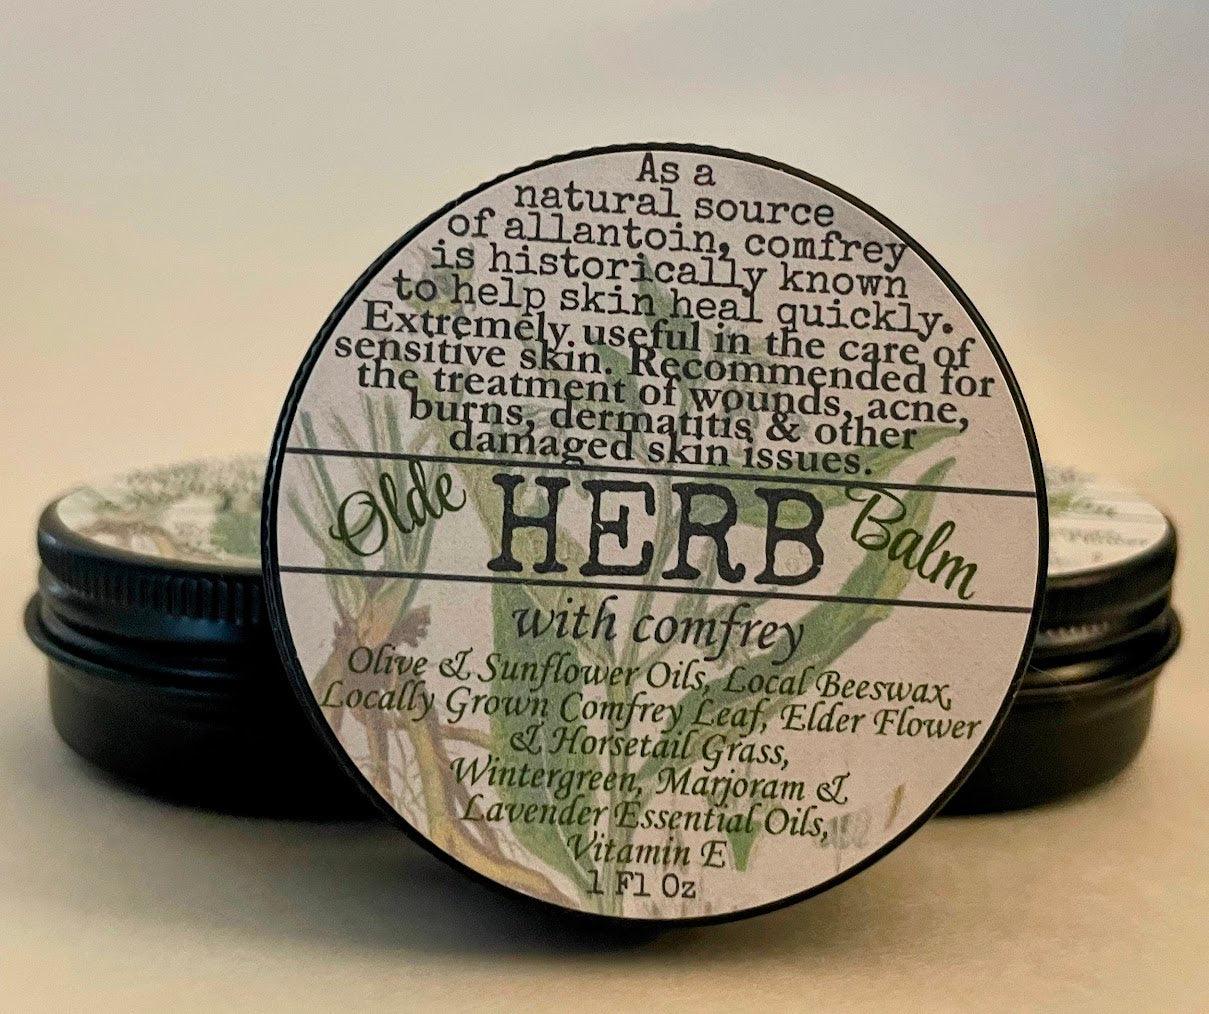 As a
natural source
of allantoin, comfrey
is historically known
to help skin heal quickly.
Extremely useful in the care of
sensitive skin. Recommended for
the treatment of wounds, acne,
burns, dermatitis & other
damaged skin issues.
Olde HERB Balm
with comfrey
Olive & Sunflower Oils, Local Beeswax,
Locally Grown Comfrey Leaf, Elder Flower
& Horsetail Grass,
Wintergreen, Marjoram &
Lavender Essential Oils,
Vitamin E
1 Fl Oz